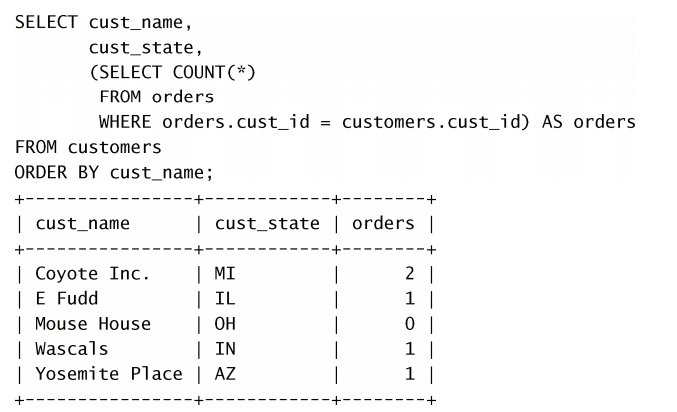 SELECT cust_name,
       cust_state,
       (SELECT COUNT(*)
        FROM orders
        WHERE orders.cust_id = customers.cust_id) AS orders
FROM customers
ORDER BY cust_name;
+----------------+------------+--------+
| cust_name      | cust_state | orders |
+----------------+------------+--------+
| Coyote Inc.    | MI         |      2 |
| E Fudd         | IL         |      1 |
| Mouse House    | OH         |      0 |
| Wascals        | IN         |      1 |
| Yosemite Place | AZ         |      1 |
+----------------+------------+--------+